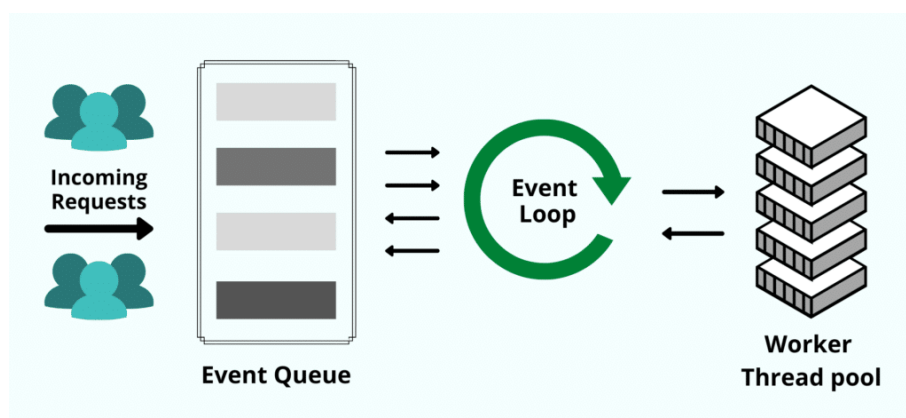 Incoming
Requests
Event Queue
Event
Loop
Worker
Thread pool